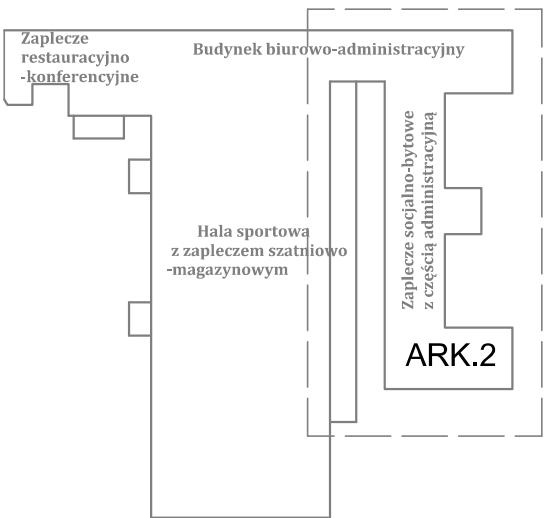 Zaplecze
restauracyjno
-konferencyjne
Budynek biurowo-administracyjny
Hala sportowa
z zapleczem szatniowo
-magazynowym
Zaplecze socjalno-bytowe
z częścią administracyjną
ARK.2